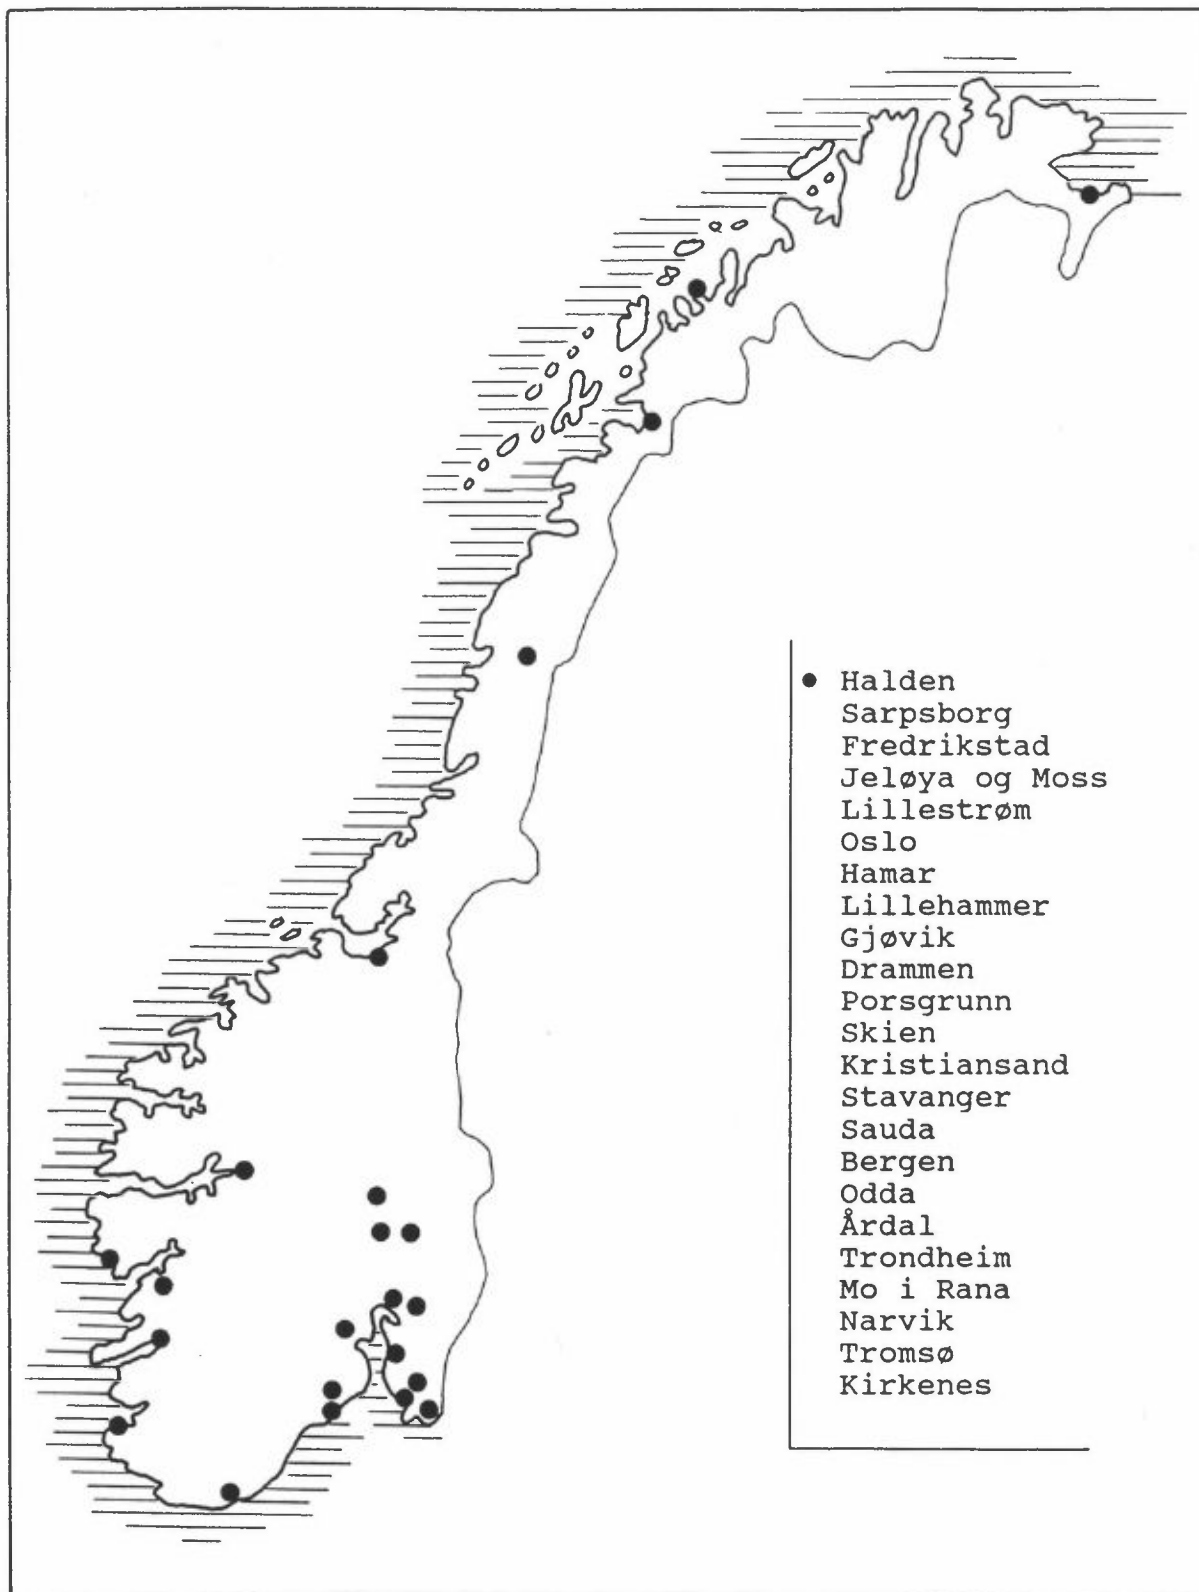 Halden
Sarpsborg
Fredrikstad
Jeløya og Moss
Lillestrøm
Oslo
Hamar
Lillehammer
Gjøvik
Drammen
Porsgrunn
Skien
Kristiansand
Stavanger
Sauda
Bergen
Odda
Årdal
Trondheim
Mo i Rana
Narvik
Tromsø
Kirkenes